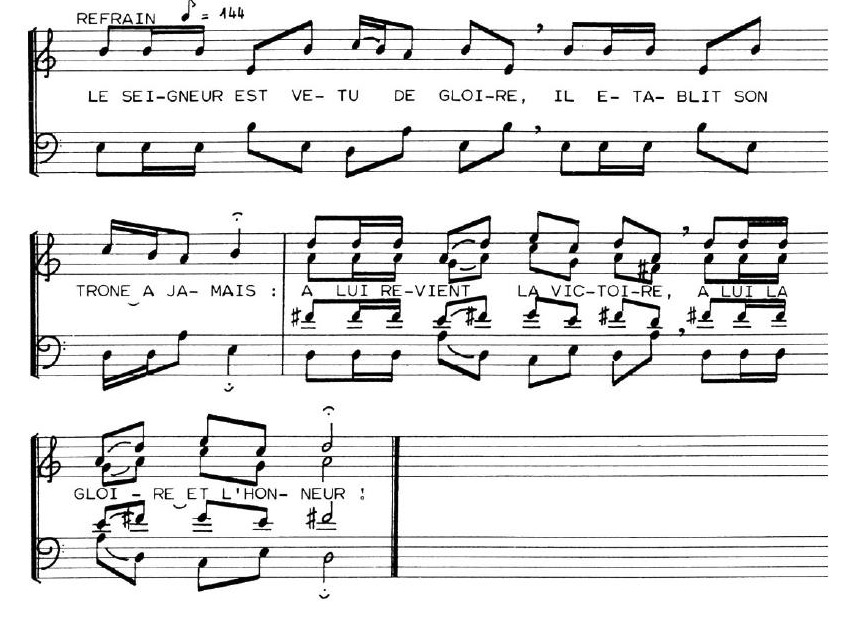 REFRAIN ♪ = 144
LE SEI-GNEUR EST VE-TU DE GLOI-RE, IL E-TA-BLIT SON
TRONE A JA-MAIS : A LUI RE-VIENT LA VIC-TOI-RE, A LUI LA
GLOI-RE ET L'HON-NEUR !